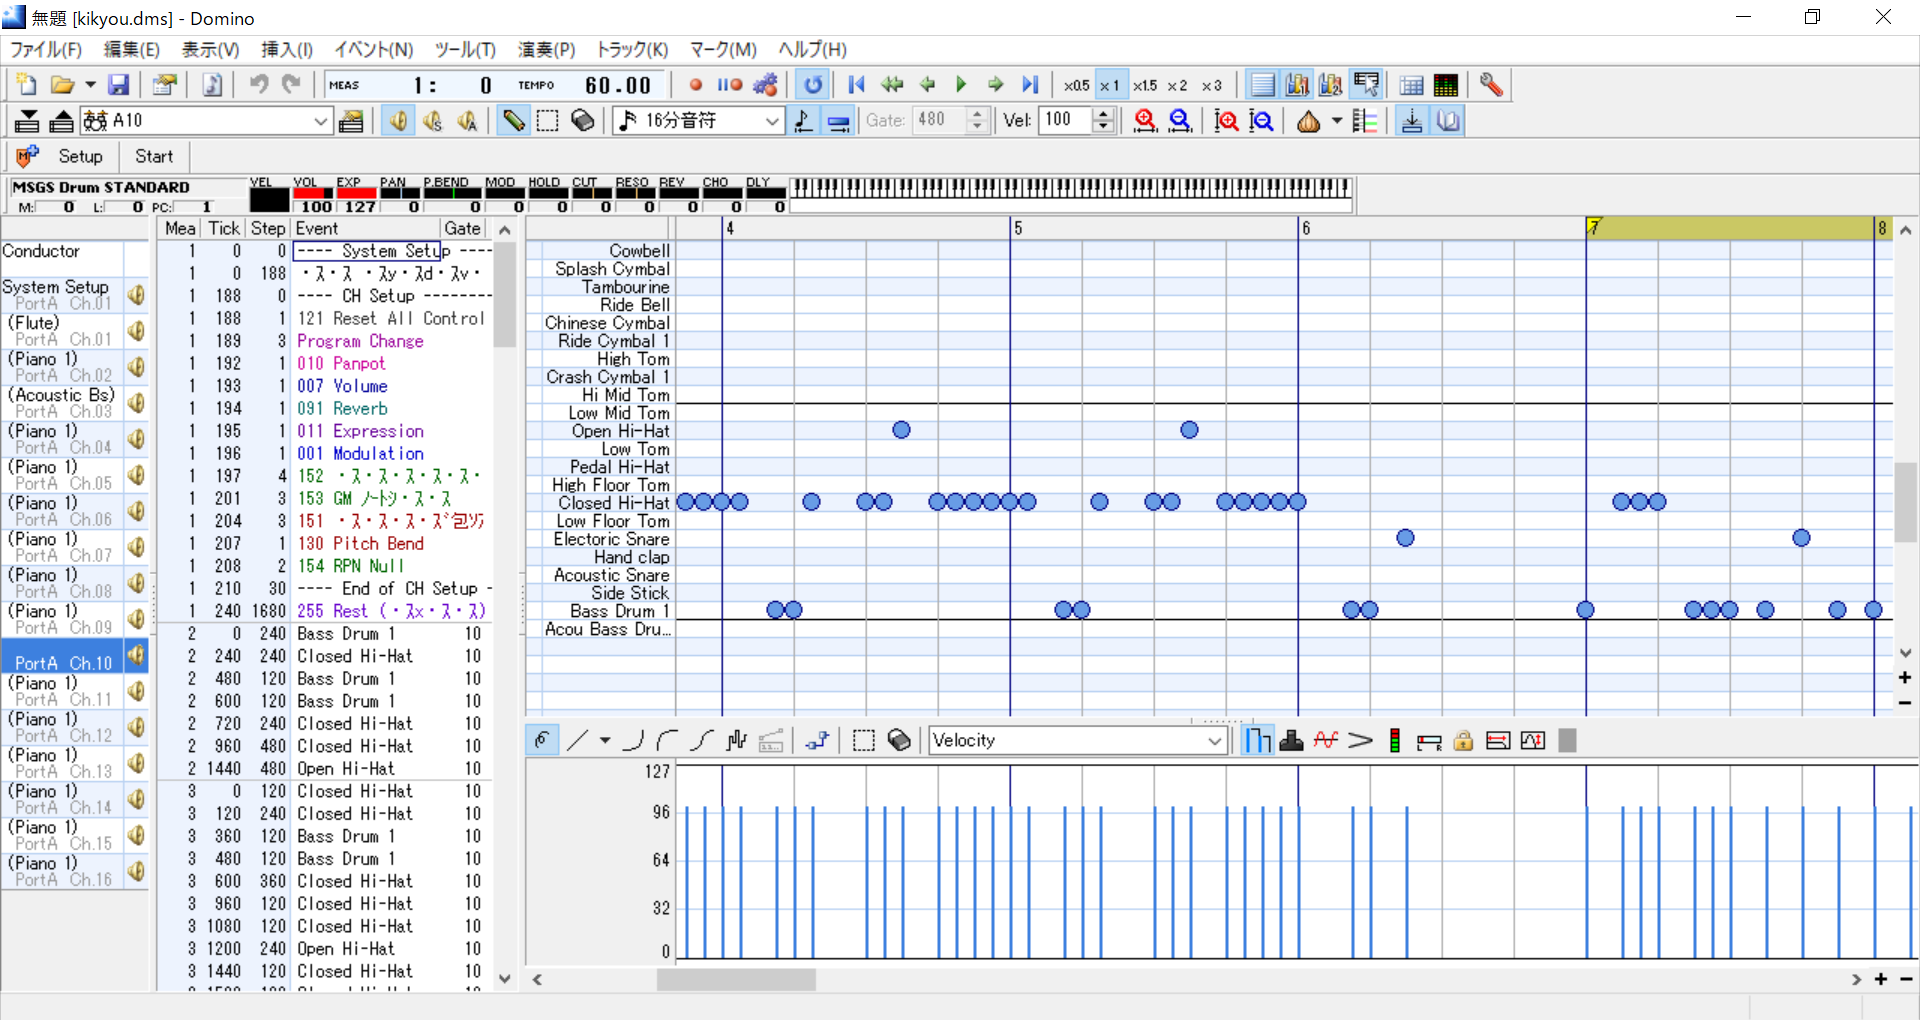 無題 [kikyou.dms] - Domino
ファイル(F) 編集(E) 表示(V) 挿入(I) イベント(N) ツール(T) 演奏(P) トラック(K) マーク(M) ヘルプ(H)
MEAS 1: 0 TEMPO 60.00 x0.5 x1 x1.5 x2 x3
A10 16分音符 Gate: 480 Vel: 100
Setup Start
MSGS Drum STANDARD VEL VOL EXP PAN P.BEND MOD HOLD CUT RESO REV CHO DLY
M: 0 L: 0 PC: 1 100 127 0 0 0 0 0 0 0 0 0
Conductor
System Setup
PortA Ch.01
(Flute)
PortA Ch.01
(Piano 1)
PortA Ch.02
(Acoustic Bs)
PortA Ch.03
(Piano 1)
PortA Ch.04
(Piano 1)
PortA Ch.05
(Piano 1)
PortA Ch.06
(Piano 1)
PortA Ch.07
(Piano 1)
PortA Ch.08
(Piano 1)
PortA Ch.09
PortA Ch.10
(Piano 1)
PortA Ch.11
(Piano 1)
PortA Ch.12
(Piano 1)
PortA Ch.13
(Piano 1)
PortA Ch.14
(Piano 1)
PortA Ch.15
(Piano 1)
PortA Ch.16
Mea Tick Step Event Gate
1 0 0 ---- System Setup ----
1 0 188 ・ス・ス ・スy・スd・スv・
1 188 0 ---- CH Setup --------
1 188 1 121 Reset All Control
1 189 3 Program Change
1 192 1 010 Panpot
1 193 1 007 Volume
1 194 1 091 Reverb
1 195 1 011 Expression
1 196 1 001 Modulation
1 197 4 152 ・ス・ス・ス・ス・ス・
1 201 3 153 GM ノートシ・ス・ス
1 204 3 151 ・ス・ス・ス・ズ包ソ
1 207 1 130 Pitch Bend
1 208 2 154 RPN Null
1 210 30 ---- End of CH Setup -
1 240 1680 255 Rest (・スx・ス・ス)
2 0 240 Bass Drum 1 10
2 240 240 Closed Hi-Hat 10
2 480 120 Bass Drum 1 10
2 600 120 Bass Drum 1 10
2 720 240 Closed Hi-Hat 10
2 960 480 Closed Hi-Hat 10
2 1440 480 Open Hi-Hat 10
3 0 120 Closed Hi-Hat 10
3 120 240 Closed Hi-Hat 10
3 360 120 Bass Drum 1 10
3 480 120 Bass Drum 1 10
3 600 360 Closed Hi-Hat 10
3 960 120 Closed Hi-Hat 10
3 1080 120 Closed Hi-Hat 10
3 1200 240 Open Hi-Hat 10
3 1440 120 Closed Hi-Hat 10
4 5 6 7 8
Cowbell
Splash Cymbal
Tambourine
Ride Bell
Chinese Cymbal
Ride Cymbal 1
High Tom
Crash Cymbal 1
Hi Mid Tom
Low Mid Tom
Open Hi-Hat
Low Tom
Pedal Hi-Hat
High Floor Tom
Closed Hi-Hat
Low Floor Tom
Electoric Snare
Hand clap
Acoustic Snare
Side Stick
Bass Drum 1
Acou Bass Dru...
Velocity
127
96
64
32
0